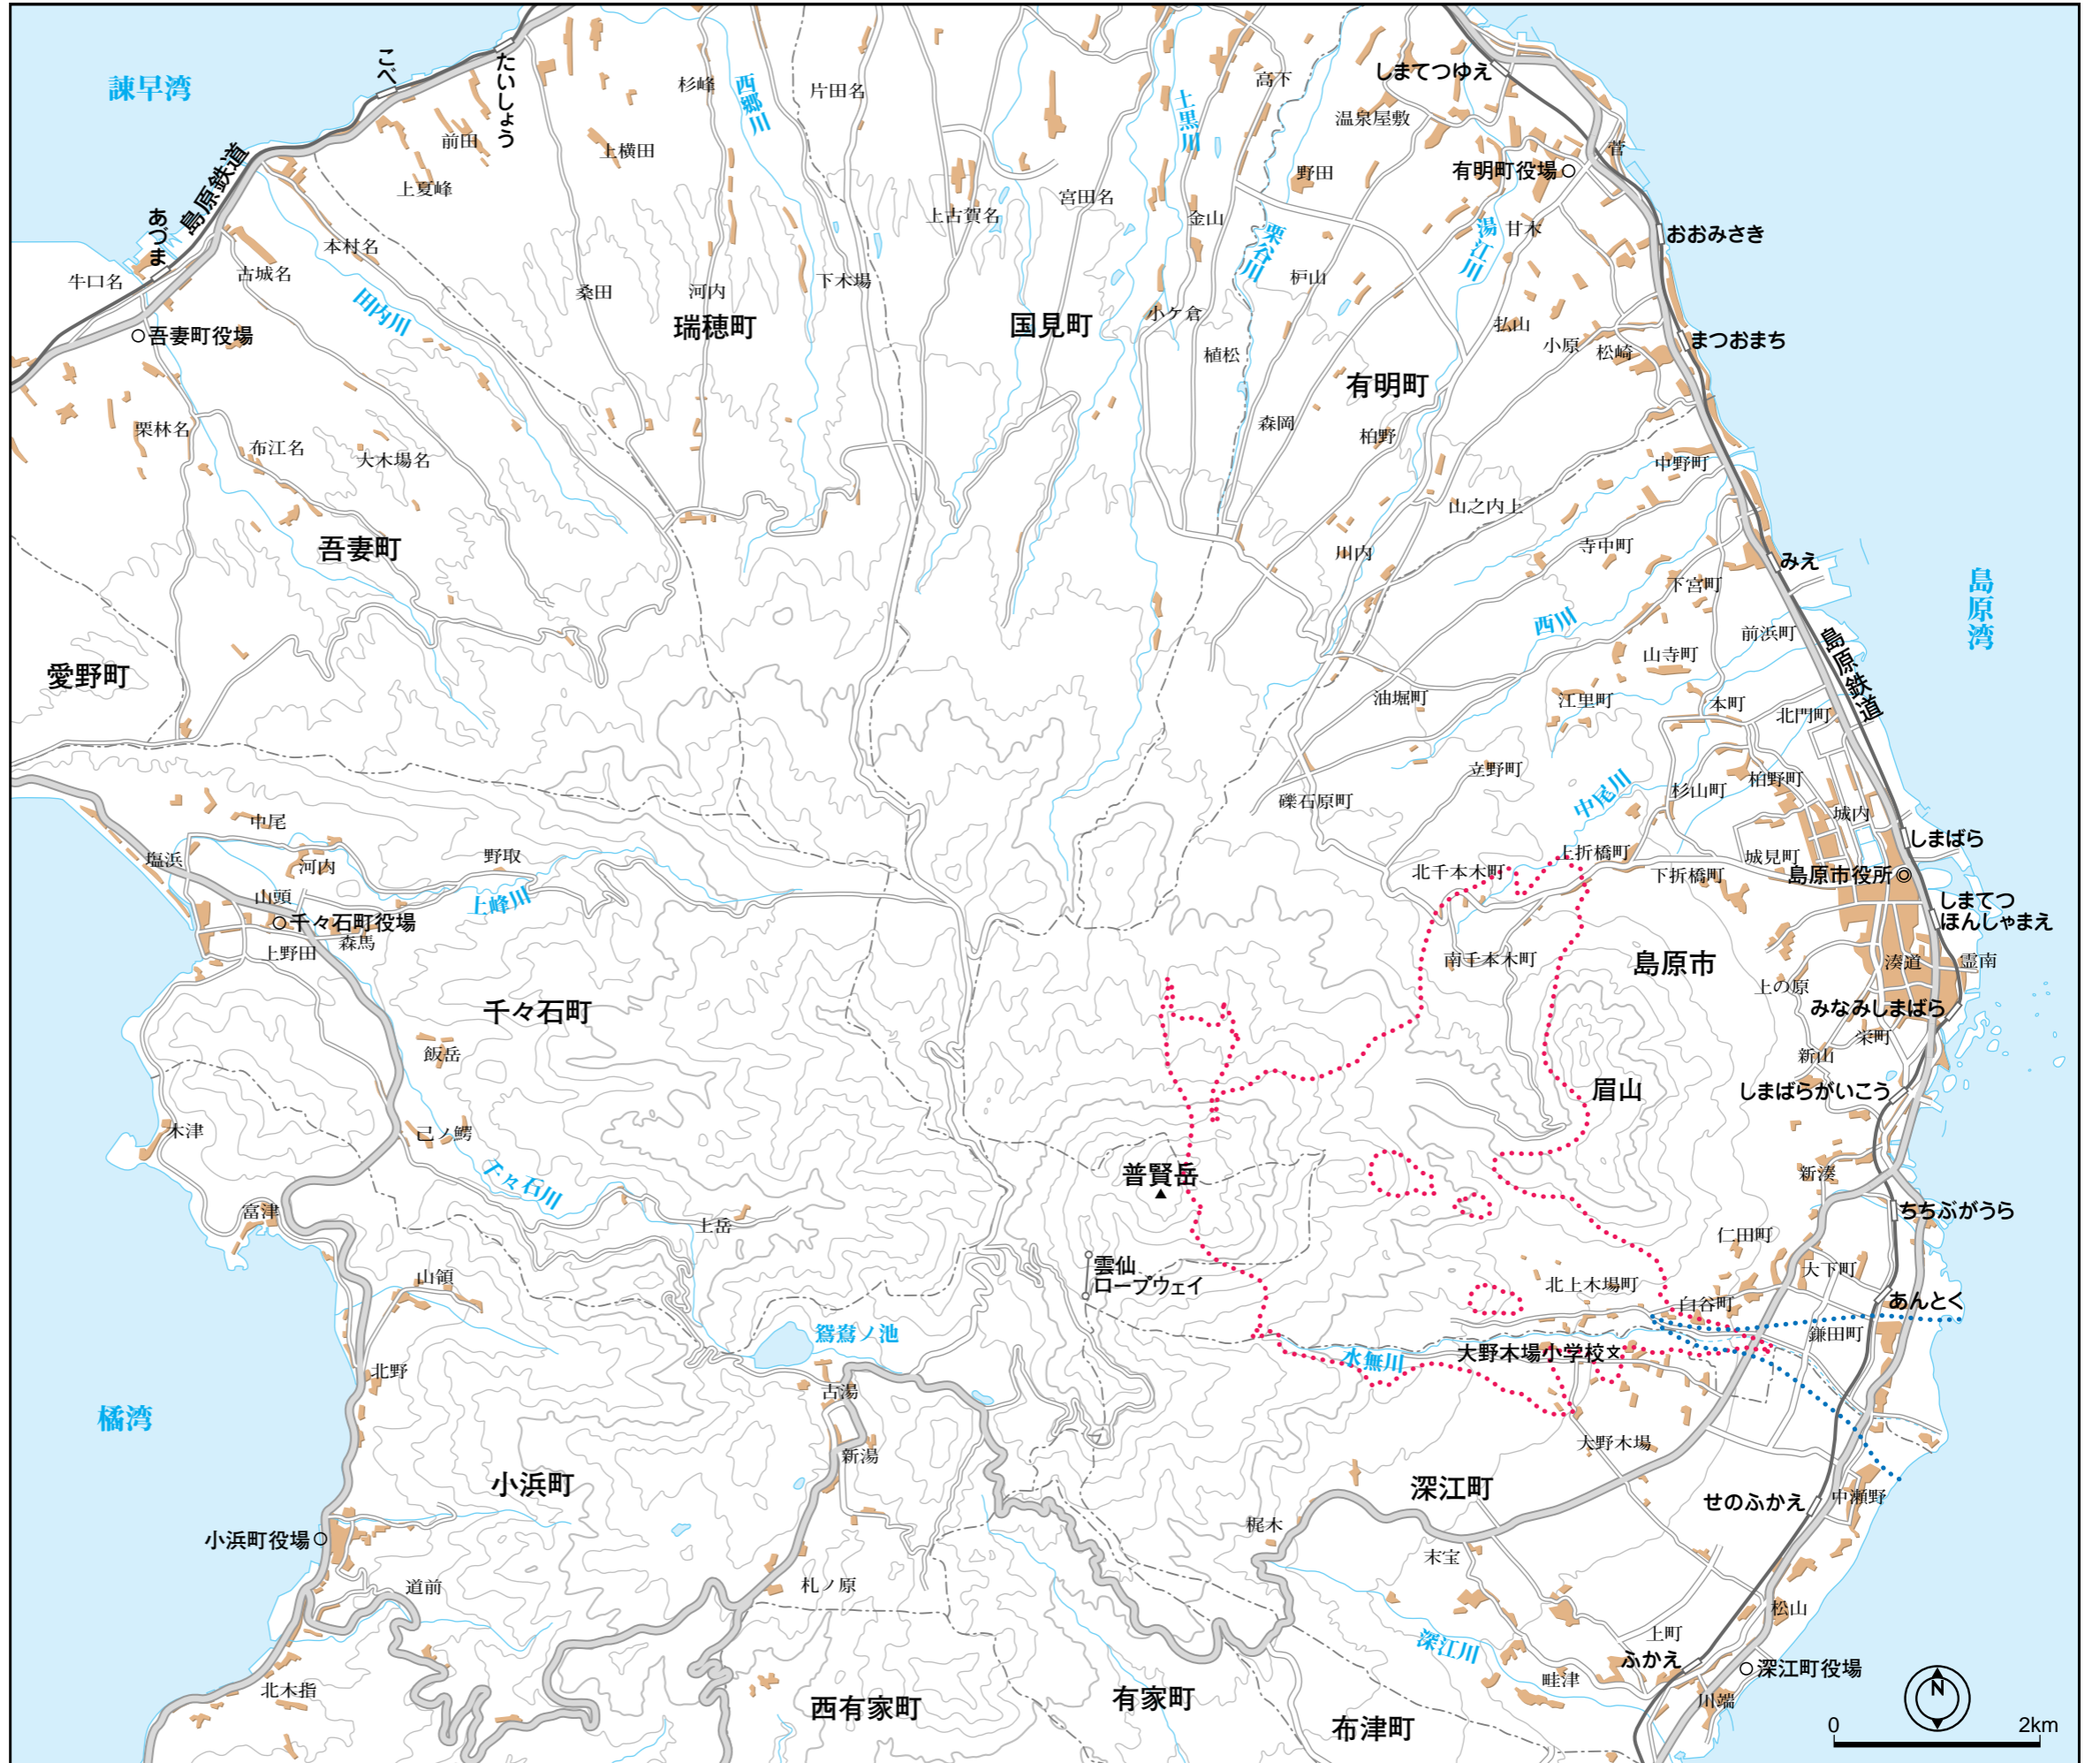 諫早湾
こべ
たいしょう
杉峰
西郷川
片田名
土黒川
高下
しまてつゆえ
温泉屋敷
前田
上横田
上夏峰
島原鉄道
あづま
有明町役場
菅
野田
宮田名
上古賀名
金山
栗谷川
湯江川
甘木
おおみさき
牛口名
古城名
本村名
田内川
桑田
河内
下木場
枦山
吾妻町役場
瑞穂町
国見町
小ケ倉
植松
払山
小原
松崎
まつおまち
有明町
栗林名
布江名
大木場名
森岡
柏野
中野町
山之内上
吾妻町
川内
寺中町
みえ
下宮町
島原湾
西川
前浜町
島原鉄道
愛野町
山寺町
油堀町
江里町
本町
北門町
立野町
中尾川
礫石原町
杉山町
柏野町
城内
中尾
塩浜
河内
野取
上折橋町
しまばら
北千本木町
城見町
下折橋町
島原市役所
山頭
上峰川
千々石町役場
森馬
上野田
しまてつ
ほんしゃまえ
南千本木町
島原市
湊道
霊南
上の原
千々石町
みなみしまばら
栄町
新山
飯岳
眉山
しまばらがいこう
木津
己ノ鰐
千々石川
普賢岳
新湊
富津
上岳
ちちぶがうら
仁田町
雲仙
ロープウェイ
山領
北上木場町
大下町
白谷町
あんとく
鴛鴦ノ池
鎌田町
水無川
大野木場小学校
北野
古湯
橘湾
新湯
大野木場
小浜町
深江町
せのふかえ
中瀬野
小浜町役場
梶木
末宝
道前
札ノ原
松山
上町
深江川
ふかえ
深江町役場
畦津
北木指
川端
西有家町
有家町
布津町
N
0
2km